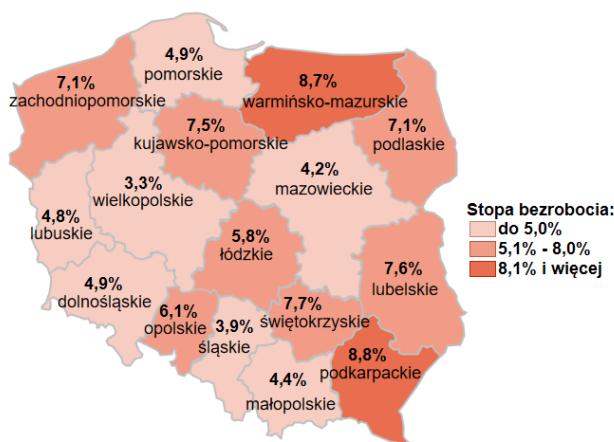 4,9%
pomorskie
7,1%
zachodniopomorskie
8,7%
warmińsko-mazurskie
7,5%
kujawsko-pomorskie
7,1%
podlaskie
3,3%
wielkopolskie
4,2%
mazowieckie
4,8%
lubuskie
5,8%
łódzkie
4,9%
dolnośląskie
6,1%
opolskie
3,9%
śląskie
7,7%
świętokrzyskie
7,6%
lubelskie
4,4%
małopolskie
8,8%
podkarpackie
Stopa bezrobocia:
do 5,0%
5,1% - 8,0%
8,1% i więcej